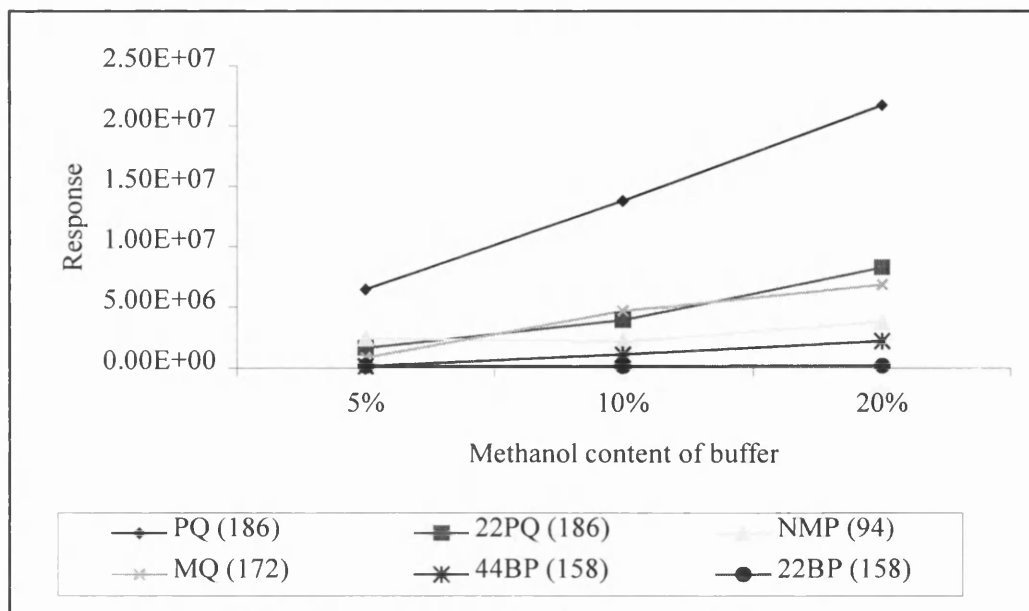 2.50E+07
2.00E+07
1.50E+07
1.00E+07
5.00E+06
0.00E+00
Response
5%
10%
20%
Methanol content of buffer
PQ (186)
22PQ (186)
NMP (94)
MQ (172)
44BP (158)
22BP (158)